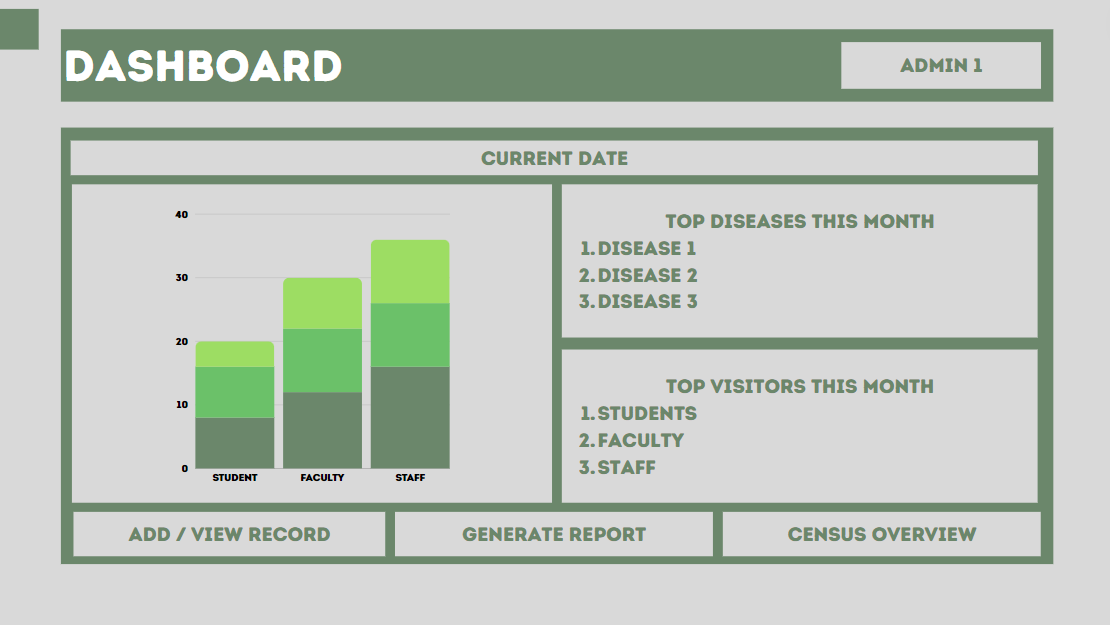 DASHBOARD
ADMIN 1
CURRENT DATE
40
30
20
10
0
STUDENT
FACULTY
STAFF
TOP DISEASES THIS MONTH
1. DISEASE 1
2. DISEASE 2
3. DISEASE 3
TOP VISITORS THIS MONTH
1. STUDENTS
2. FACULTY
3. STAFF
ADD / VIEW RECORD
GENERATE REPORT
CENSUS OVERVIEW